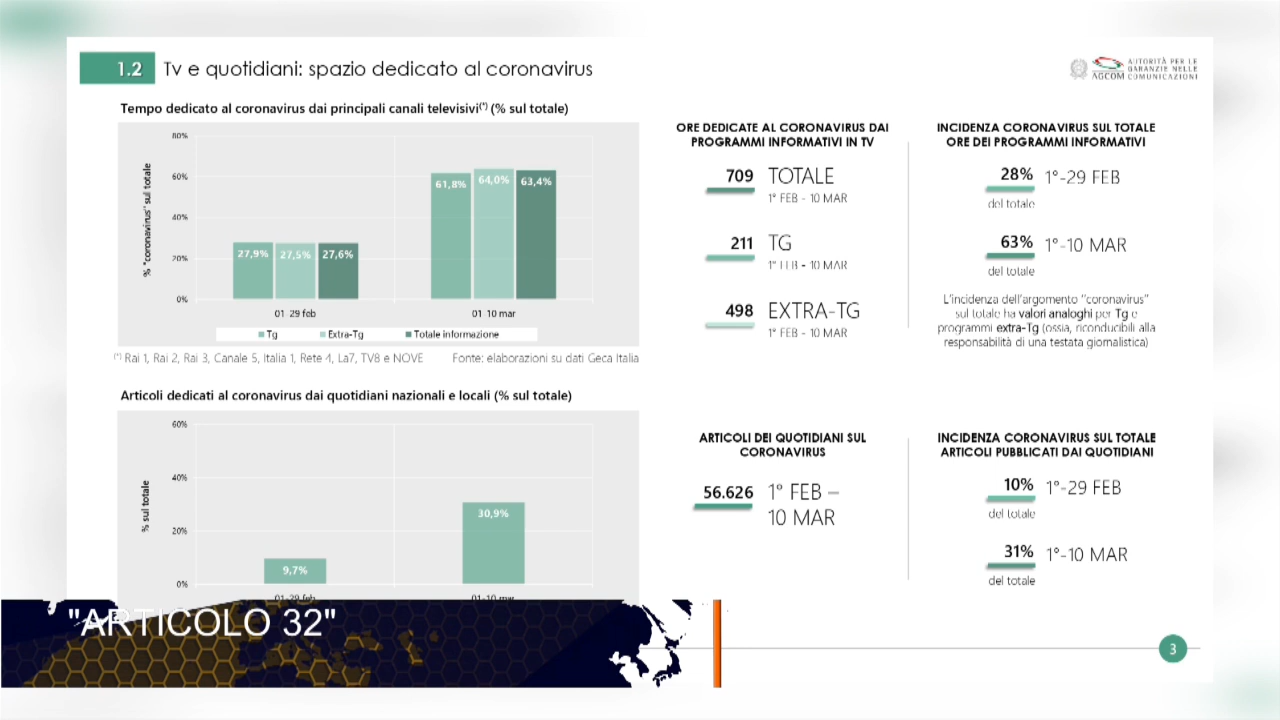 1.2 Tv e quotidiani: spazio dedicato al coronavirus
AUTORITÀ PER LE
GARANZIE NELLE
COMUNICAZIONI
AGCOM
Tempo dedicato al coronavirus dai principali canali televisivi(*) (% sul totale)
% "coronavirus" sul totale
80%
60%
40%
20%
0%
27,9% 27,5% 27,6%
61,8% 64,0% 63,4%
01-29 feb 01-10 mar
Tg Extra-Tg Totale informazione
(*) Rai 1, Rai 2, Rai 3, Canale 5, Italia 1, Rete 4, La7, TV8 e NOVE Fonte: elaborazioni su dati Geca Italia
ORE DEDICATE AL CORONAVIRUS DAI
PROGRAMMI INFORMATIVI IN TV
709 TOTALE
1° FEB - 10 MAR
211 TG
1° FEB - 10 MAR
498 EXTRA-TG
1° FEB - 10 MAR
INCIDENZA CORONAVIRUS SUL TOTALE
ORE DEI PROGRAMMI INFORMATIVI
28% 1°-29 FEB
del totale
63% 1°-10 MAR
del totale
L'incidenza dell'argomento "coronavirus"
sul totale ha valori analoghi per Tg e
programmi extra-Tg (ossia, riconducibili alla
responsabilità di una testata giornalistica)
Articoli dedicati al coronavirus dai quotidiani nazionali e locali (% sul totale)
% sul totale
60%
40%
20%
0%
9,7%
30,9%
01-29 feb 01-10 mar
ARTICOLI DEI QUOTIDIANI SUL
CORONAVIRUS
56.626 1° FEB –
10 MAR
INCIDENZA CORONAVIRUS SUL TOTALE
ARTICOLI PUBBLICATI DAI QUOTIDIANI
10% 1°-29 FEB
del totale
31% 1°-10 MAR
del totale
"ARTICOLO 32"
3